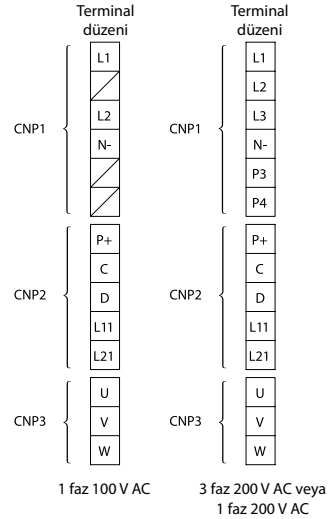 Terminal
düzeni
CNP1
L1
L2
N-
CNP2
P+
C
D
L11
L21
CNP3
U
V
W
1 faz 100 V AC
Terminal
düzeni
CNP1
L1
L2
L3
N-
P3
P4
CNP2
P+
C
D
L11
L21
CNP3
U
V
W
3 faz 200 V AC veya
1 faz 200 V AC